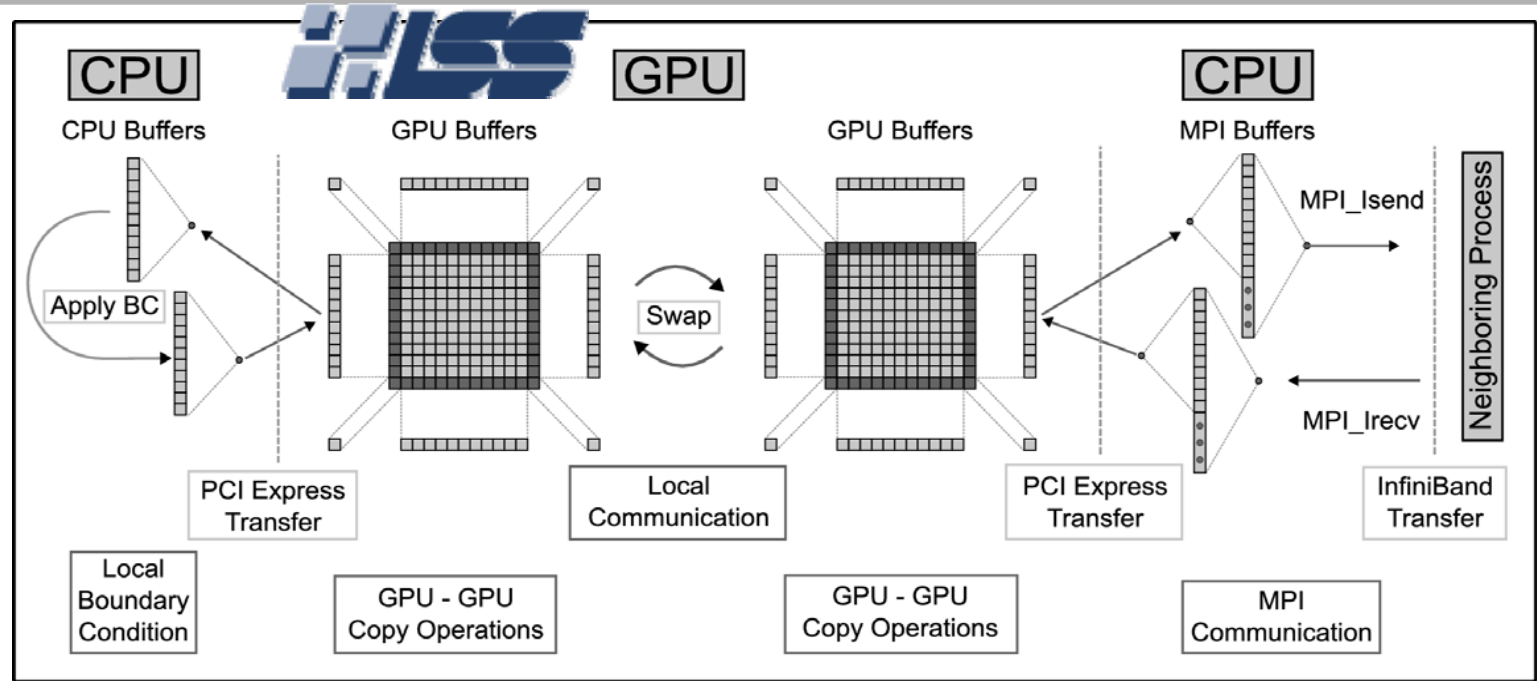 CPU
LSS
GPU
CPU
CPU Buffers
GPU Buffers
GPU Buffers
MPI Buffers
MPI_Isend
Neighboring Process
Apply BC
Swap
MPI_Irecv
PCI Express
Transfer
Local
Communication
PCI Express
Transfer
InfiniBand
Transfer
Local
Boundary
Condition
GPU - GPU
Copy Operations
GPU - GPU
Copy Operations
MPI
Communication